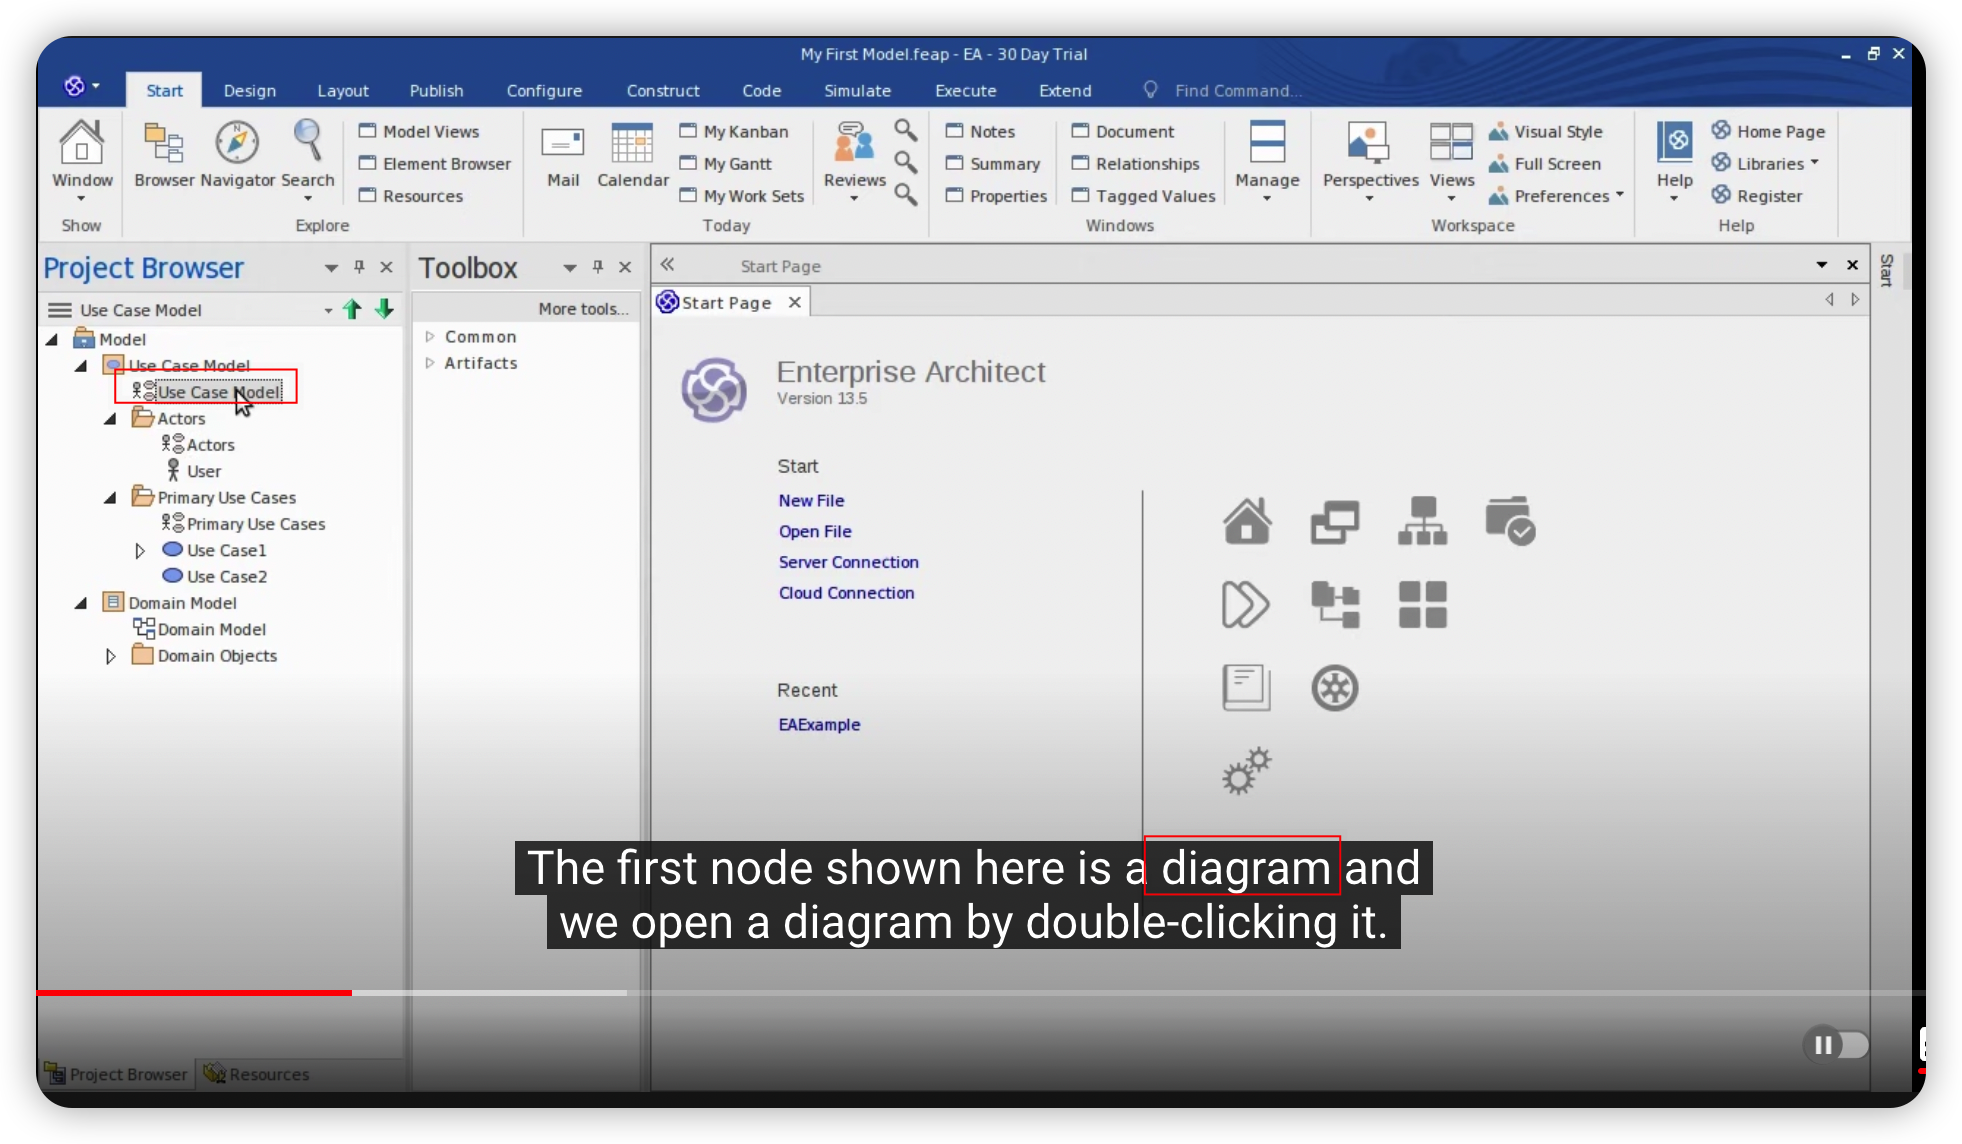 My First Model.feap - EA - 30 Day Trial
Start Design Layout Publish Configure Construct Code Simulate Execute Extend Find Command...
Window
Show
Browser Navigator Search
Model Views
Element Browser
Resources
Explore
Mail Calendar
My Kanban
My Gantt
My Work Sets
Today
Reviews
Notes
Summary
Properties
Document
Relationships
Tagged Values
Windows
Manage
Perspectives Views
Visual Style
Full Screen
Preferences
Workspace
Help
Home Page
Libraries
Register
Help
Project Browser
Use Case Model
Model
Use Case Model
Use Case Model
Actors
Actors
User
Primary Use Cases
Primary Use Cases
Use Case1
Use Case2
Domain Model
Domain Model
Domain Objects
Project Browser Resources
Toolbox
More tools...
Common
Artifacts
Start Page
Start Page
Start
Enterprise Architect
Version 13.5
Start
New File
Open File
Server Connection
Cloud Connection
Recent
EAExample
The first node shown here is a diagram and
we open a diagram by double-clicking it.